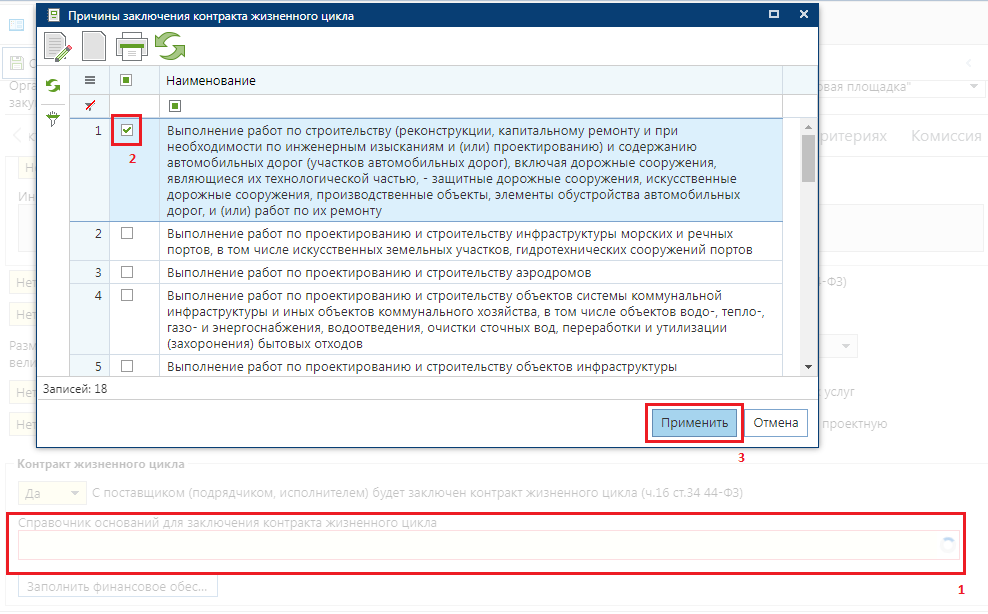 Причины заключения контракта жизненного цикла
Наименование
1
Выполнение работ по строительству (реконструкции, капитальному ремонту и при
необходимости по инженерным изысканиям и (или) проектированию) и содержанию
автомобильных дорог (участков автомобильных дорог), включая дорожные сооружения,
являющиеся их технологической частью, - защитные дорожные сооружения, искусственные
дорожные сооружения, производственные объекты, элементы обустройства автомобильных
дорог, и (или) работ по их ремонту
2
2
Выполнение работ по проектированию и строительству инфраструктуры морских и речных
портов, в том числе искусственных земельных участков, гидротехнических сооружений портов
3
Выполнение работ по проектированию и строительству аэродромов
4
Выполнение работ по проектированию и строительству объектов системы коммунальной
инфраструктуры и иных объектов коммунального хозяйства, в том числе объектов водо-, тепло-,
газо- и энергоснабжения, водоотведения, очистки сточных вод, переработки и утилизации
(захоронения) бытовых отходов
5
Выполнение работ по проектированию и строительству объектов инфраструктуры
Записей: 18
Применить
Отмена
3
Орга
заку
овая площадка"
ритериях
Комиссия
Не
Ин
Нет
-ФЗ)
Нет
Разм
вели
Нет
услуг
Нет
проектную
Контракт жизненного цикла
Да
С поставщиком (подрядчиком, исполнителем) будет заключен контракт жизненного цикла (ч.16 ст.34 44-ФЗ)
Справочник оснований для заключения контракта жизненного цикла
1
Заполнить финансовое обес...